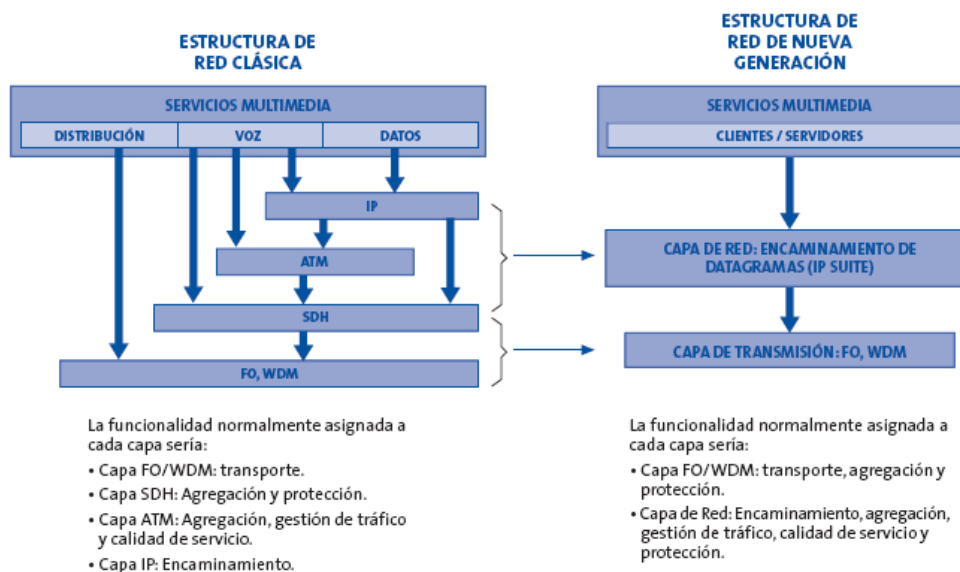 ESTRUCTURA DE
RED CLÁSICA
SERVICIOS MULTIMEDIA
DISTRIBUCIÓN
VOZ
DATOS
IP
ATM
SDH
FO, WDM
La funcionalidad normalmente asignada a
cada capa sería:
• Capa FO/WDM: transporte.
• Capa SDH: Agregación y protección.
• Capa ATM: Agregación, gestión de tráfico
y calidad de servicio.
• Capa IP: Encaminamiento.
ESTRUCTURA DE
RED DE NUEVA
GENERACIÓN
SERVICIOS MULTIMEDIA
CLIENTES / SERVIDORES
CAPA DE RED: ENCAMINAMIENTO DE
DATAGRAMAS (IP SUITE)
CAPA DE TRANSMISIÓN: FO, WDM
La funcionalidad normalmente asignada a
cada capa sería:
• Capa FO/WDM: transporte, agregación y
protección.
• Capa de Red: Encaminamiento, agregación,
gestión de tráfico, calidad de servicio y
protección.